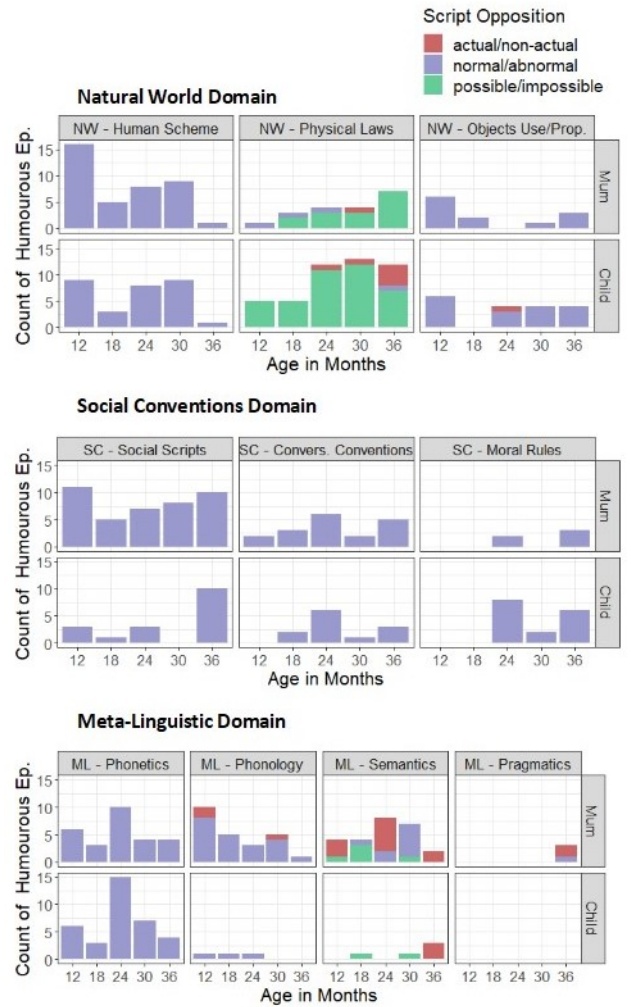 Script Opposition
actual/non-actual
normal/abnormal
possible/impossible
Natural World Domain
NW - Human Scheme NW - Physical Laws NW - Objects Use/Prop.
15
10
5
0
Mum
15
10
5
0
Child
Count of Humourous Ep.
12 18 24 30 36 12 18 24 30 36 12 18 24 30 36
Age in Months
Social Conventions Domain
SC - Social Scripts SC - Convers. Conventions SC - Moral Rules
15
10
5
0
Mum
15
10
5
0
Child
Count of Humourous Ep.
12 18 24 30 36 12 18 24 30 36 12 18 24 30 36
Age in Months
Meta-Linguistic Domain
ML - Phonetics ML - Phonology ML - Semantics ML - Pragmatics
15
10
5
0
Mum
15
10
5
0
Child
Count of Humourous Ep.
12 18 24 30 36 12 18 24 30 36 12 18 24 30 36 12 18 24 30 36
Age in Months